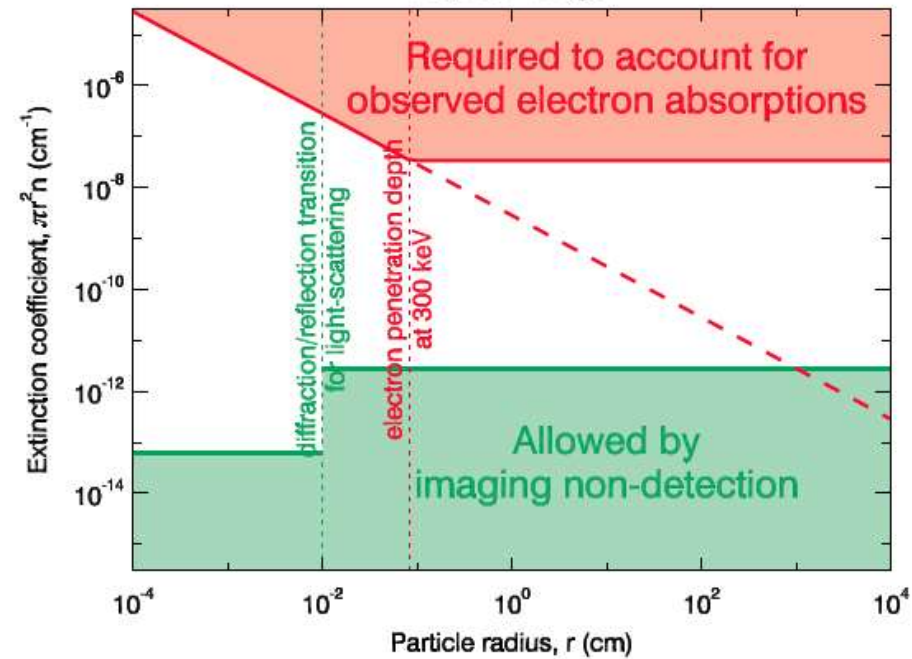 Required to account for
observed electron absorptions
diffraction/reflection transition
for light-scattering
electron penetration depth
at 300 keV
Allowed by
imaging non-detection
Extinction coefficient, πr²n (cm⁻¹)
10⁻⁶
10⁻⁸
10⁻¹⁰
10⁻¹²
10⁻¹⁴
10⁻⁴
10⁻²
10⁰
10²
10⁴
Particle radius, r (cm)